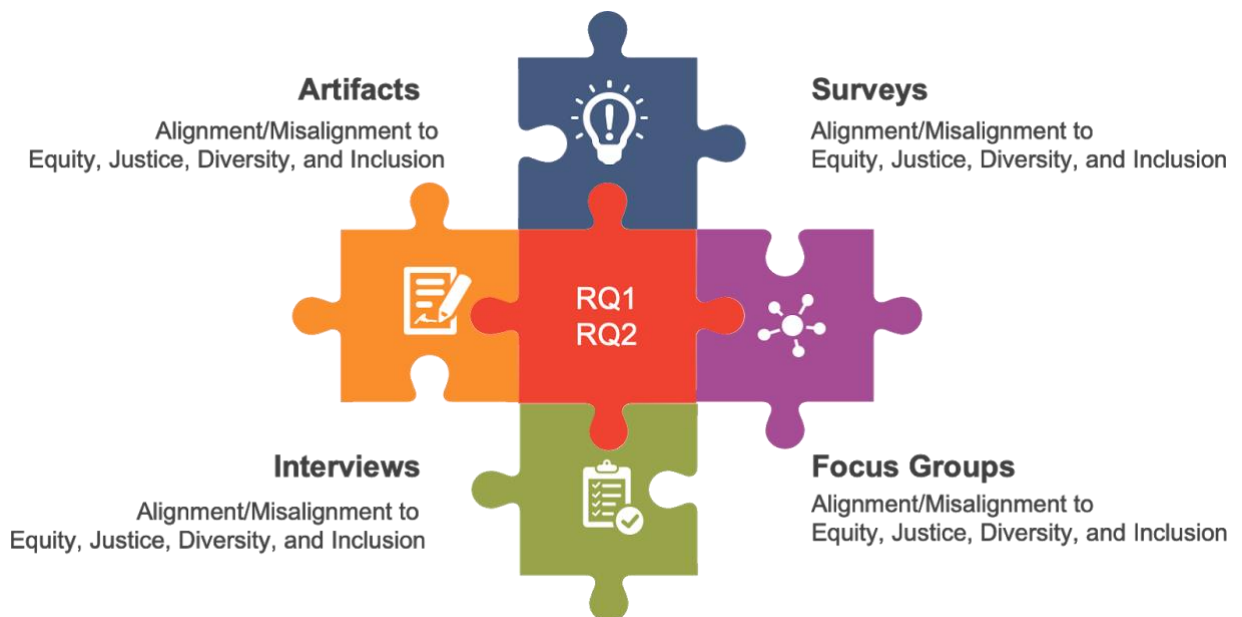 Artifacts
Alignment/Misalignment to
Equity, Justice, Diversity, and Inclusion
Surveys
Alignment/Misalignment to
Equity, Justice, Diversity, and Inclusion
RQ1
RQ2
Interviews
Alignment/Misalignment to
Equity, Justice, Diversity, and Inclusion
Focus Groups
Alignment/Misalignment to
Equity, Justice, Diversity, and Inclusion